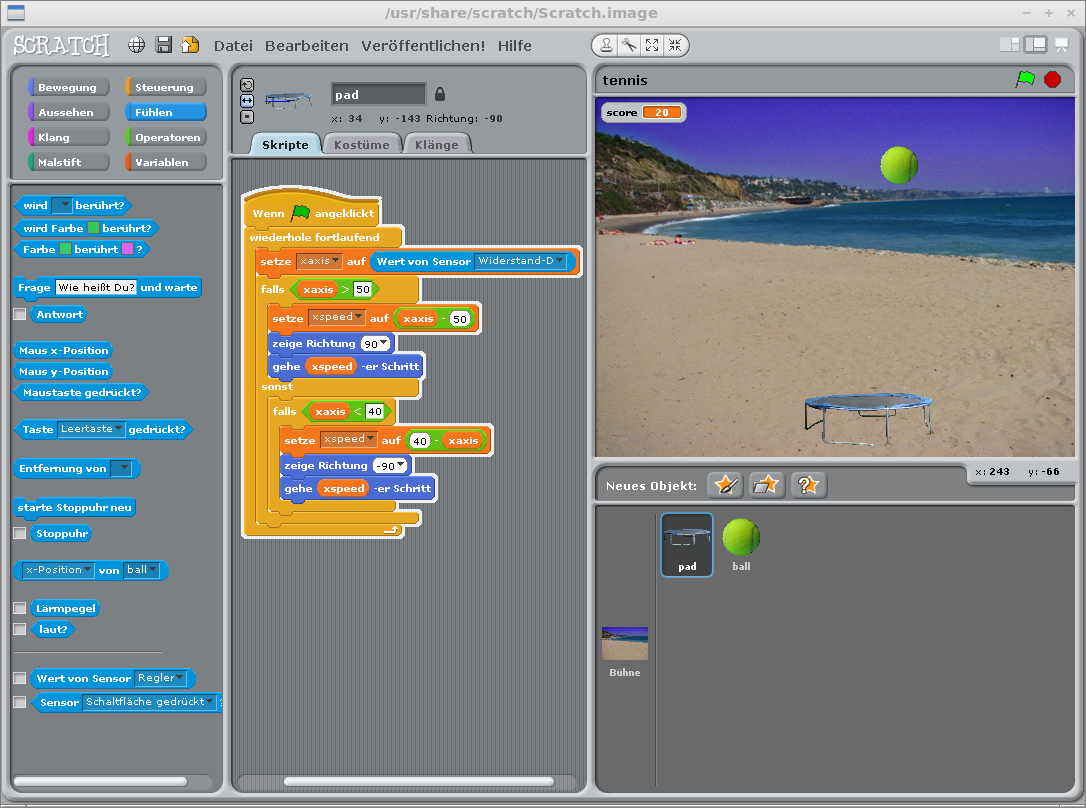 /usr/share/scratch/Scratch.image
SCRATCH Datei Bearbeiten Veröffentlichen! Hilfe
Bewegung Steuerung
Aussehen Fühlen
Klang Operatoren
Malstift Variablen
wird berührt?
wird Farbe berührt?
Farbe berührt ?
Frage Wie heißt Du? und warte
Antwort
Maus x-Position
Maus y-Position
Maustaste gedrückt?
Taste Leertaste gedrückt?
Entfernung von
starte Stoppuhr neu
Stoppuhr
x-Position von ball
Lärmpegel
laut?
Wert von Sensor Regler
Sensor Schaltfläche gedrückt ?
pad
x: 34 y: -143 Richtung: -90
Skripte Kostüme Klänge
Wenn angeklickt
wiederhole fortlaufend
setze xaxis auf Wert von Sensor Widerstand-D
falls xaxis > 50
setze xspeed auf xaxis - 50
zeige Richtung 90
gehe xspeed -er Schritt
sonst
falls xaxis < 40
setze xspeed auf 40 - xaxis
zeige Richtung -90
gehe xspeed -er Schritt
tennis
score 20
x: 243 y: -66
Neues Objekt:
pad ball
Bühne